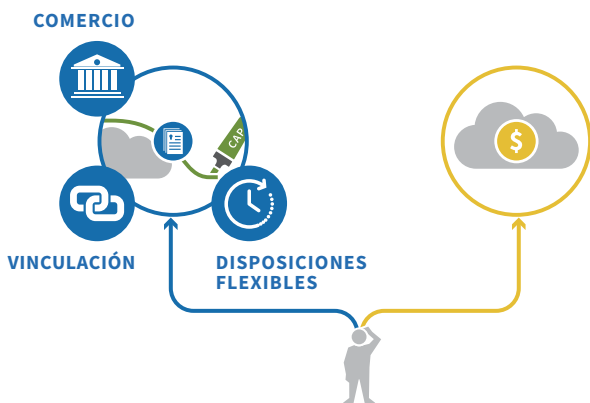 COMERCIO
CAP
$
VINCULACIÓN
DISPOSICIONES
FLEXIBLES